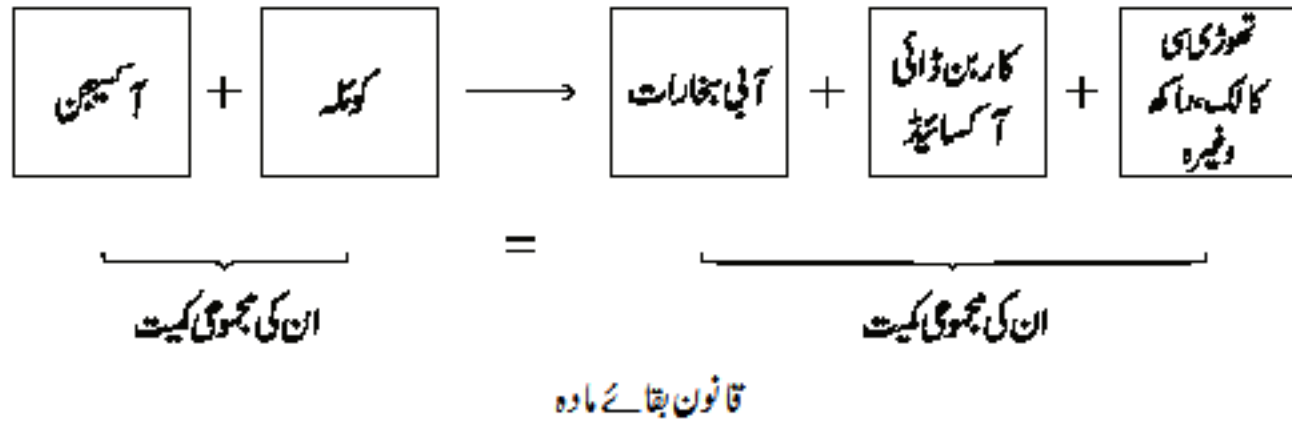 آکسیجن + کوئلہ → آبی بخارات + کاربن ڈائی آکسائیڈ + تھوڑی سی کالک، راکھ وغیرہ
ان کی مجموعی کمیت = ان کی مجموعی کمیت
قانون بقائے مادہ